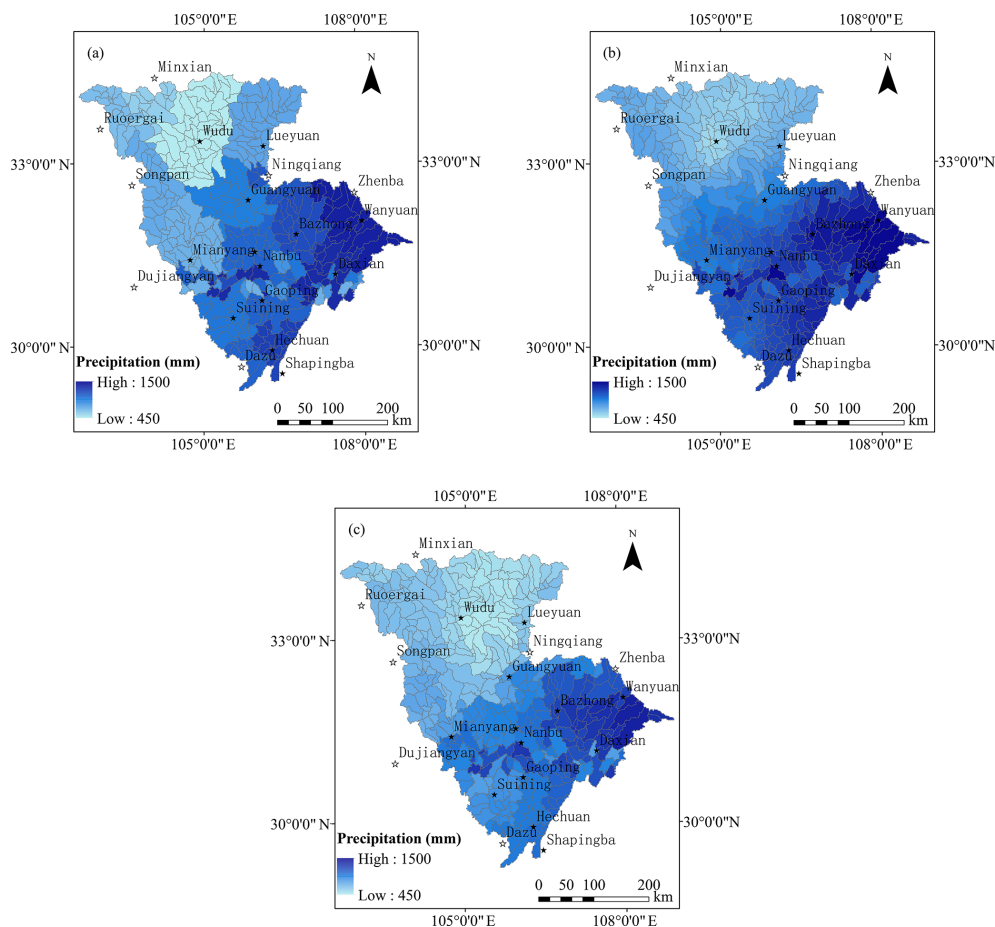 105°0′0″E 108°0′0″E
(a)
N
Minxian
Ruoergai
Wudu
Lueyuan
33°0′0″N
Ningqiang
Songpan
Zhenba
Guangyuan
Wanyuan
Bazhong
Mianyang
Nanbu
Dujiangyan
Daxian
Gaoping
Suining
Hechuan
30°0′0″N
Dazu
Shapingba
Precipitation (mm)
High : 1500
Low : 450
0 50 100 200
km
105°0′0″E 108°0′0″E
105°0′0″E 108°0′0″E
(b)
N
Minxian
Ruoergai
Wudu
Lueyuan
33°0′0″N 33°0′0″N
Ningqiang
Songpan
Zhenba
Guangyuan
Wanyuan
Bazhong
Mianyang
Nanbu
Dujiangyan
Daxian
Gaoping
Suining
Hechuan
30°0′0″N 30°0′0″N
Dazu
Shapingba
Precipitation (mm)
High : 1500
Low : 450
0 50 100 200
km
105°0′0″E 108°0′0″E
105°0′0″E 108°0′0″E
(c)
N
Minxian
Ruoergai
Wudu
Lueyuan
33°0′0″N 33°0′0″N
Ningqiang
Songpan
Zhenba
Guangyuan
Wanyuan
Bazhong
Mianyang
Nanbu
Dujiangyan
Daxian
Gaoping
Suining
Hechuan
30°0′0″N 30°0′0″N
Dazu
Shapingba
Precipitation (mm)
High : 1500
Low : 450
0 50 100 200
km
105°0′0″E 108°0′0″E